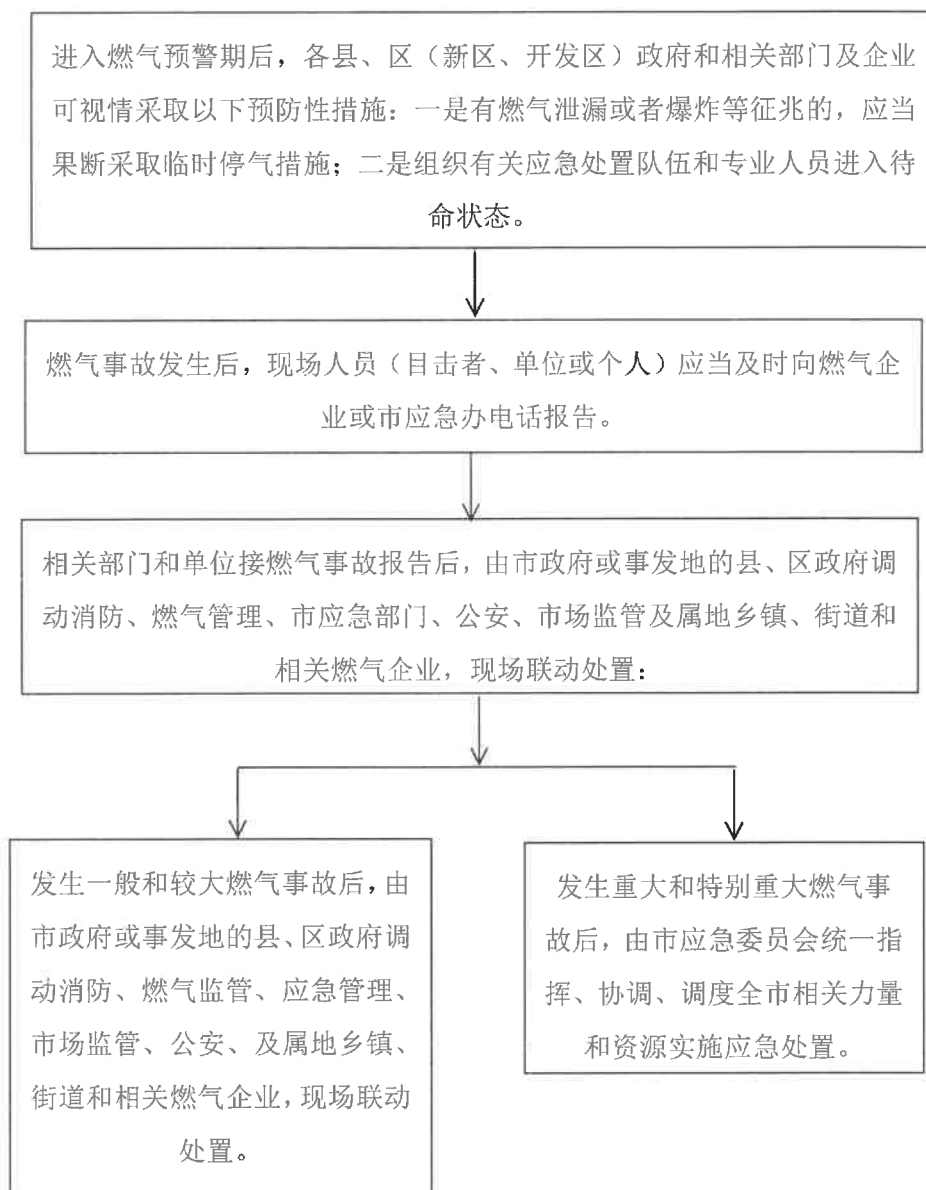 进入燃气预警期后，各县、区（新区、开发区）政府和相关部门及企业
可视情采取以下预防性措施：一是有燃气泄漏或者爆炸等征兆的，应当
果断采取临时停气措施；二是组织有关应急处置队伍和专业人员进入待
命状态。
燃气事故发生后，现场人员（目击者、单位或个人）应当及时向燃气企
业或市应急办电话报告。
相关部门和单位接燃气事故报告后，由市政府或事发地的县、区政府调
动消防、燃气管理、市应急部门、公安、市场监管及属地乡镇、街道和
相关燃气企业，现场联动处置：
发生一般和较大燃气事故后，由
市政府或事发地的县、区政府调
动消防、燃气监管、应急管理、
市场监管、公安、及属地乡镇、
街道和相关燃气企业，现场联动
处置。
发生重大和特别重大燃气事
故后，由市应急委员会统一指
挥、协调、调度全市相关力量
和资源实施应急处置。